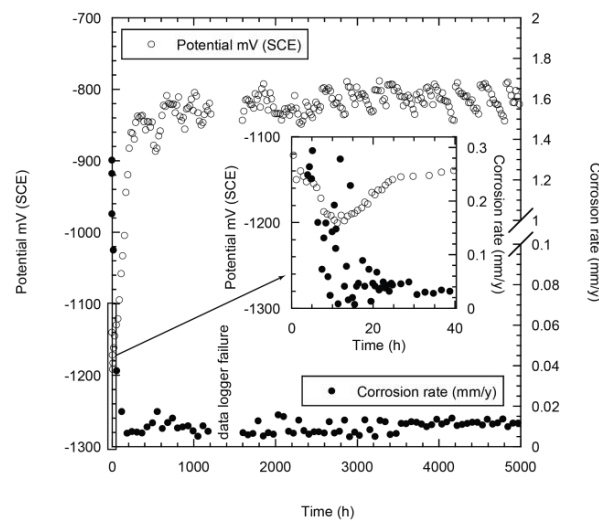 -700
-800
-900
-1000
-1100
-1200
-1300
Potential mV (SCE)
Potential mV (SCE)
2
1.8
1.6
1.4
1.2
1
0.1
0.08
0.06
0.04
0.02
0
Corrosion rate (mm/y)
-1100
-1200
-1300
Potential mV (SCE)
0.3
0.2
0.1
0
Corrosion rate (mm/y)
0 20 40
Time (h)
data logger failure
Corrosion rate (mm/y)
0 1000 2000 3000 4000 5000
Time (h)